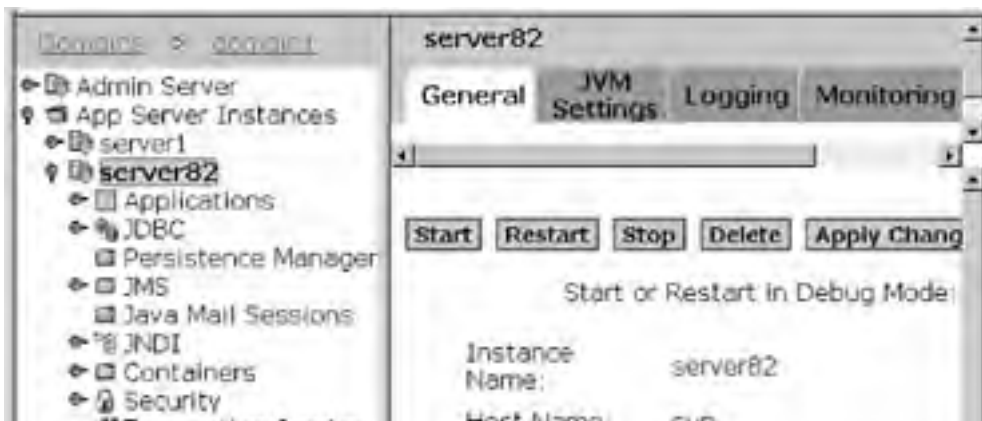 Domains > domain1
Admin Server
App Server Instances
server1
server82
Applications
JDBC
Persistence Manager
JMS
Java Mail Sessions
JNDI
Containers
Security
server82
General
JVM Settings
Logging
Monitoring
Start Restart Stop Delete Apply Chang
Start or Restart in Debug Mode:
Instance Name: server82
Host Name: